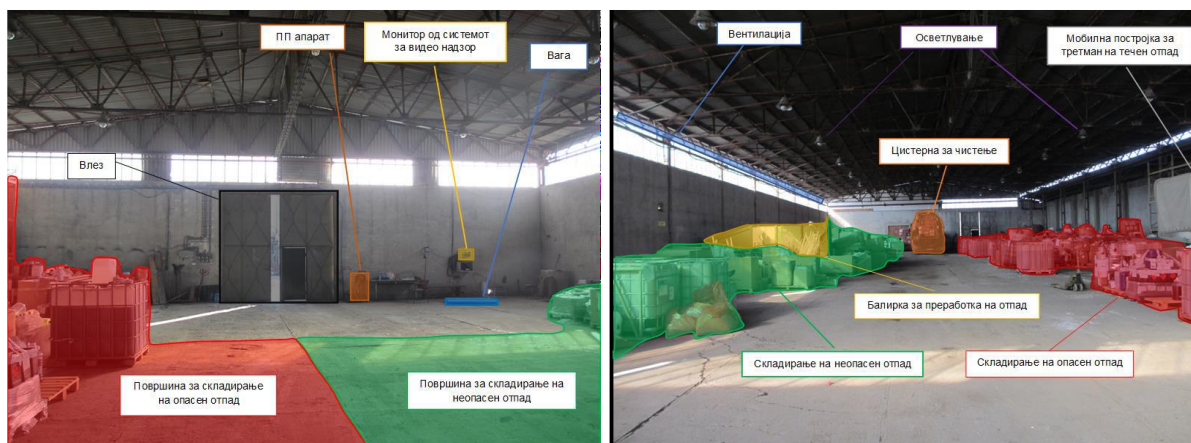 ПП апарат
Монитор од системот
за видео надзор
Вага
Влез
Површина за складирање
на опасен отпад
Површина за складирање на
неопасен отпад
Вентилација
Осветлување
Мобилна постројка за
третман на течен отпад
Цистерна за чистење
Балирка за преработка на отпад
Складирање на неопасен отпад
Складирање на опасен отпад